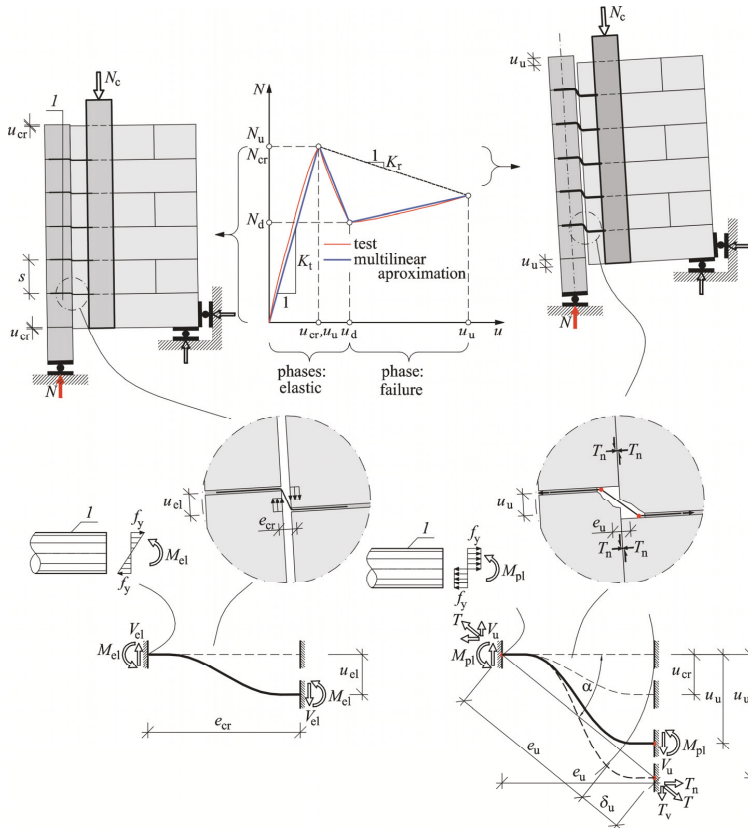 N_c
1
u_cr
s
u_cr
N
N
N_u
N_cr
N_d
1 K_r
test
multilinear
aproximation
K_t
1
u_cr,u_u u_d u_u u
phases:
elastic
phase:
failure
N_c
u_u
u_u
N
u_el
e_cr
1
f_y
f_y
M_el
T_n T_n
u_u
e_u
T_n T_n
1
f_y
f_y
M_pl
V_el
M_el
u_el
M_el
V_el
e_cr
T V_u
M_pl
α
u_cr
u_u
u_u
M_pl
V_u
e_u
e_u
δ_u
T_n
T
T_v